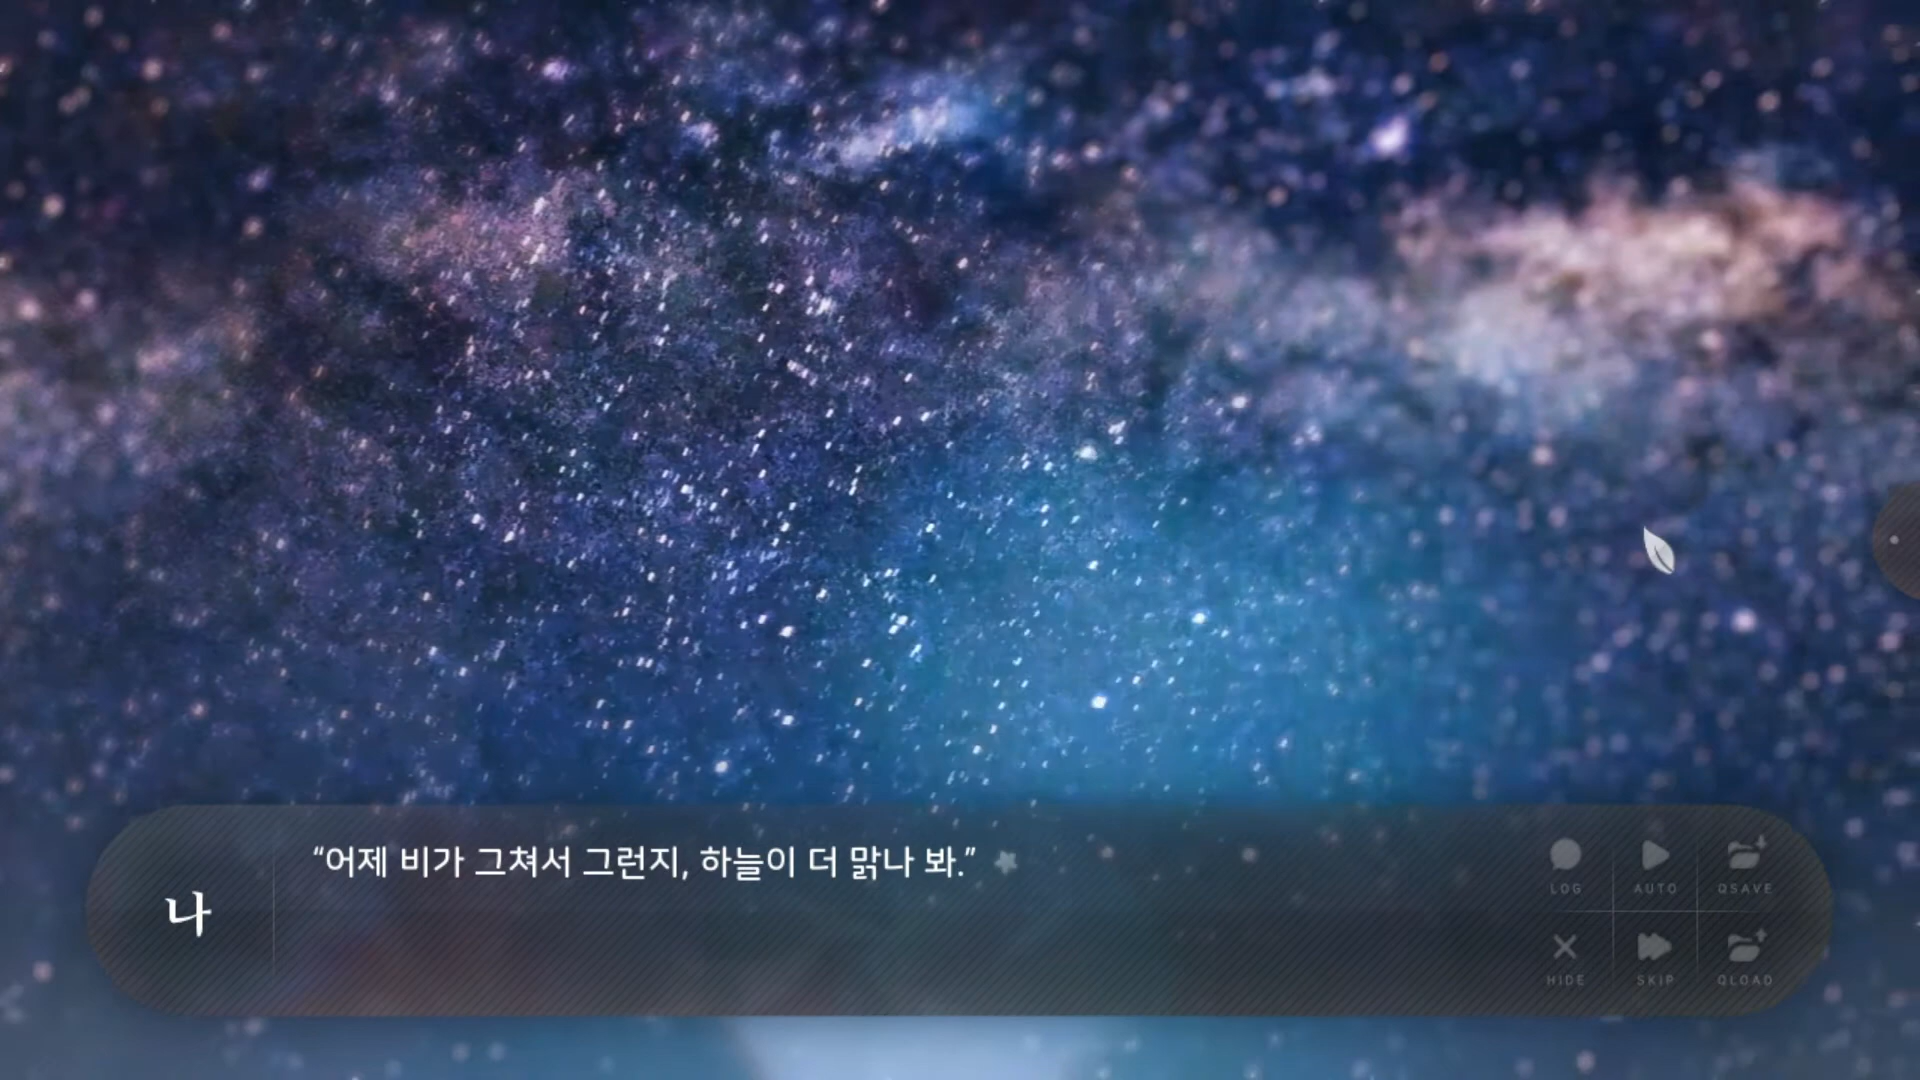 “어제 비가 그쳐서 그런지, 하늘이 더 맑나 봐.”
나
LOG
AUTO
QSAVE
HIDE
SKIP
QLOAD